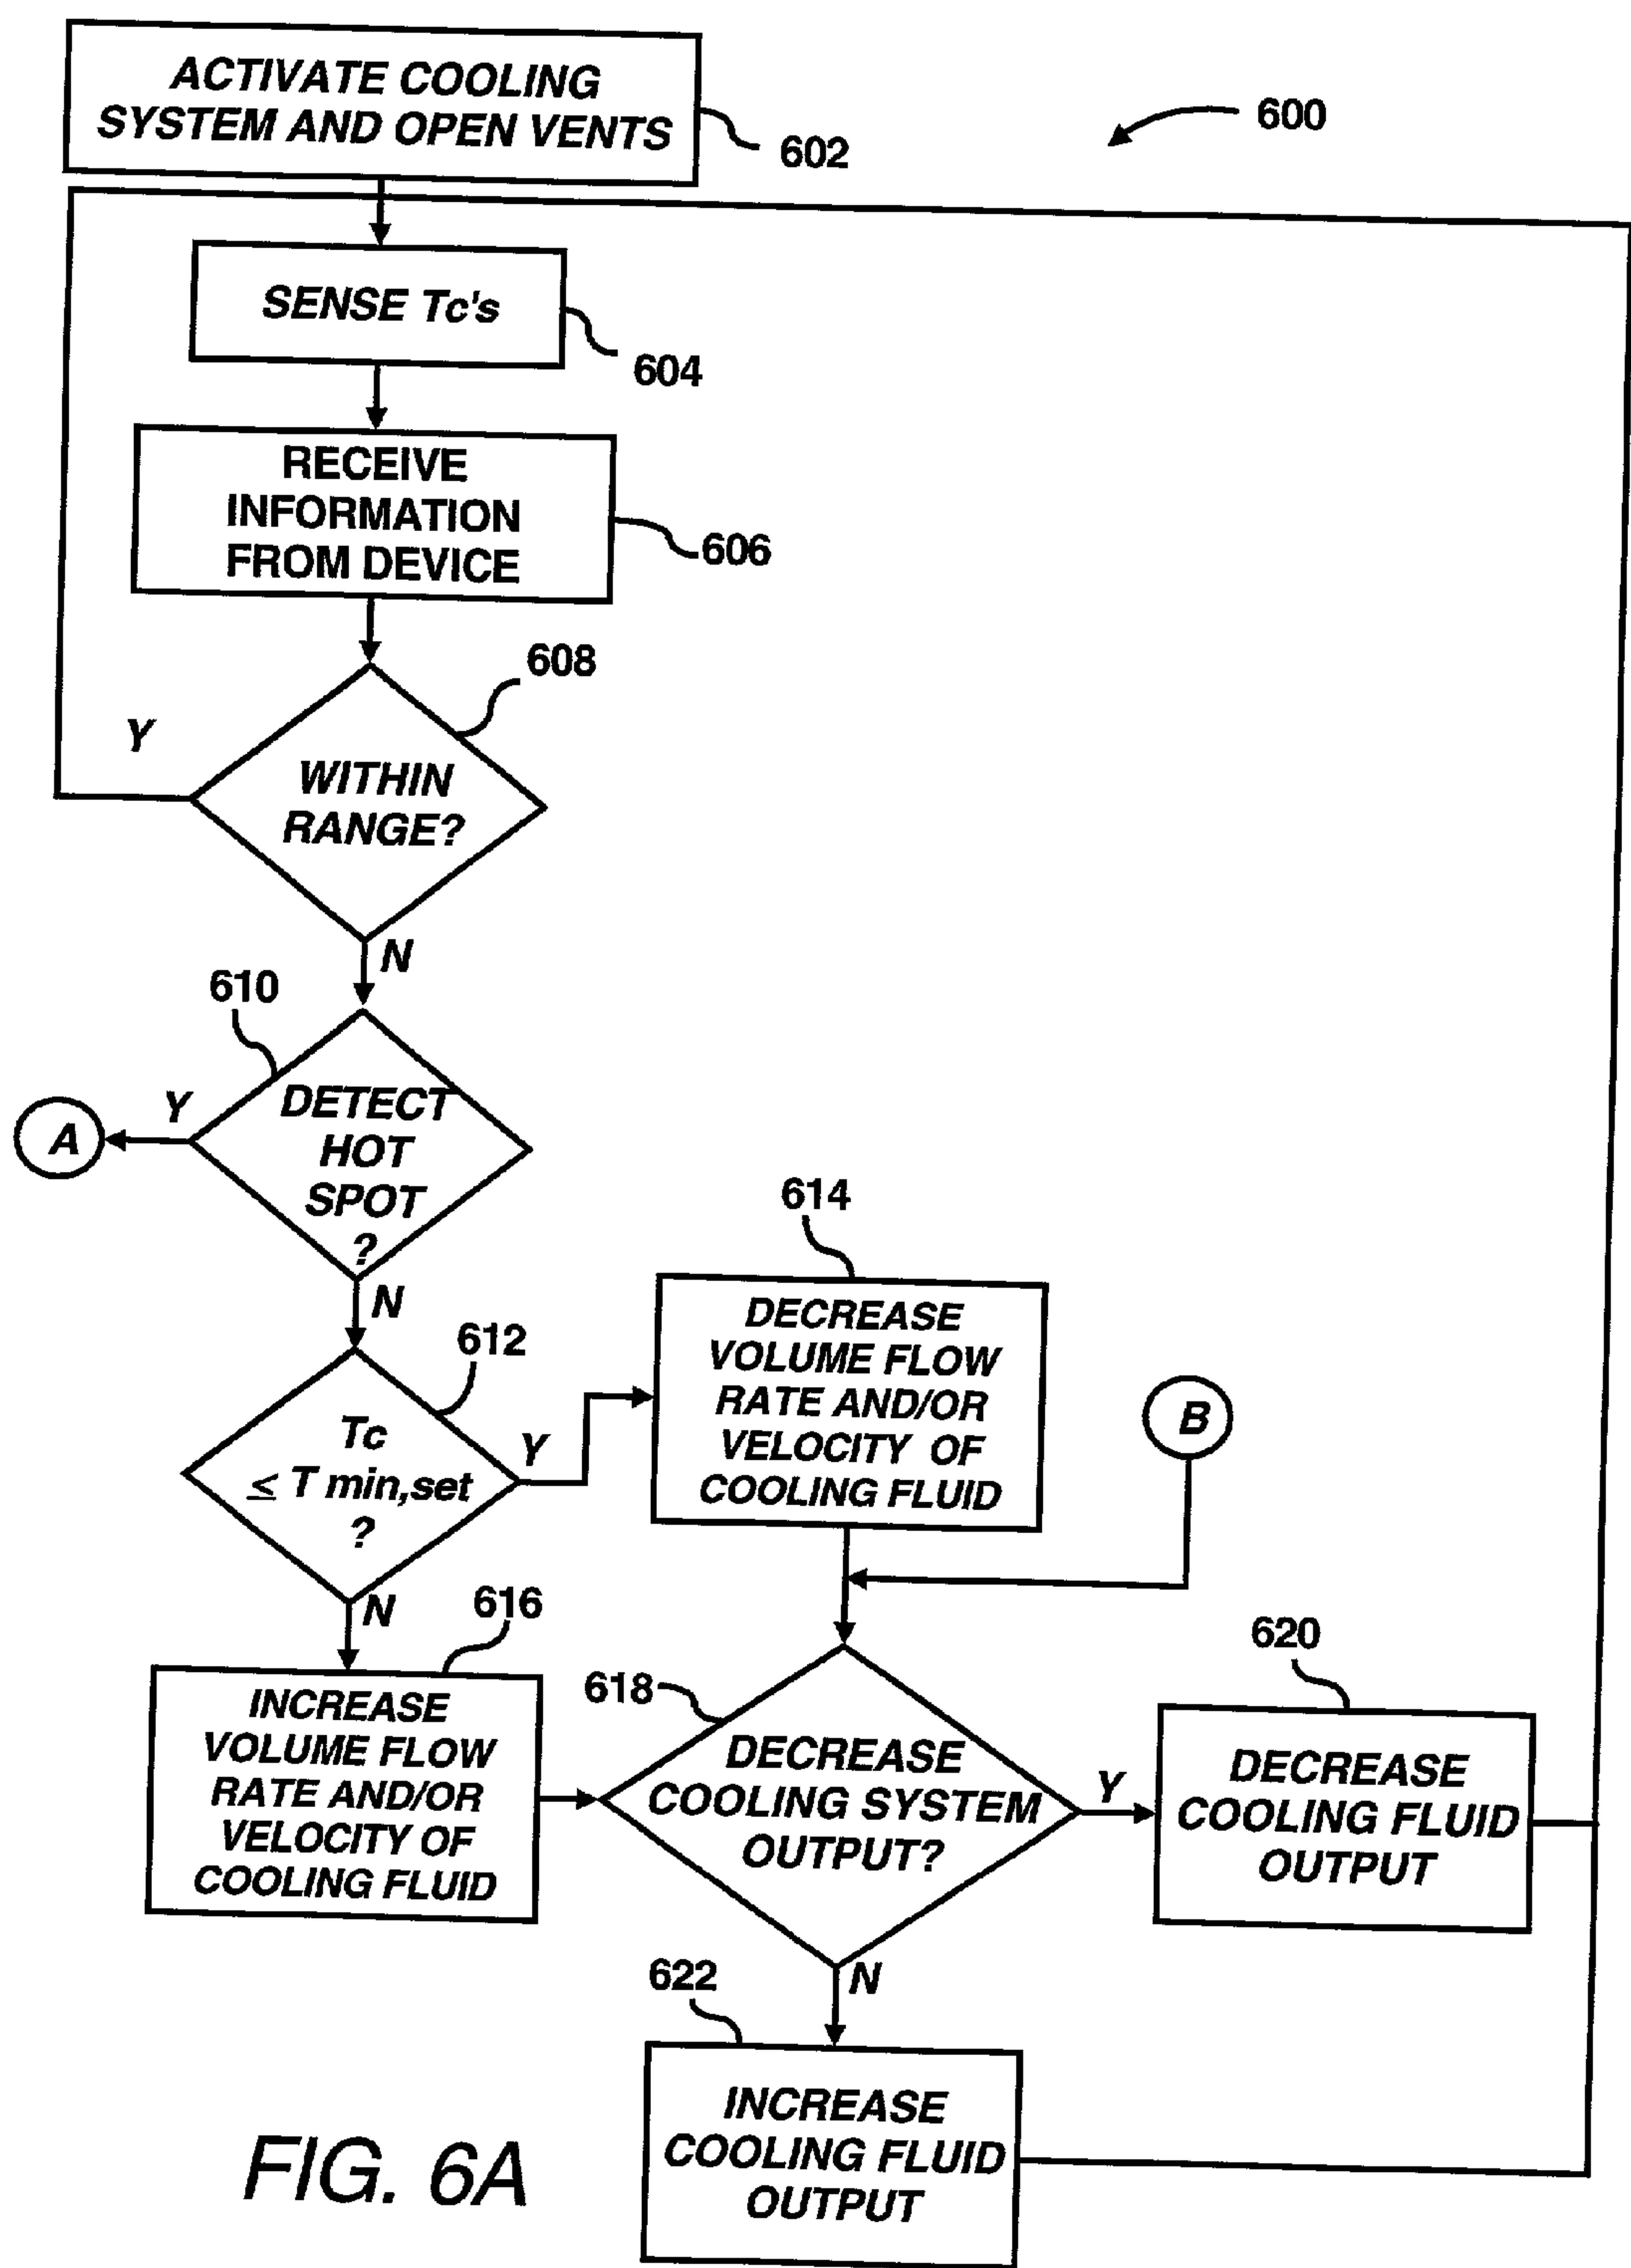 ACTIVATE COOLING
SYSTEM AND OPEN VENTS
602
600
SENSE Tc's
604
RECEIVE
INFORMATION
FROM DEVICE
606
608
Y
WITHIN
RANGE?
N
610
Y
A
DETECT
HOT
SPOT
?
N
612
Tc
≤ T min,set
?
Y
N
614
DECREASE
VOLUME FLOW
RATE AND/OR
VELOCITY OF
COOLING FLUID
B
616
INCREASE
VOLUME FLOW
RATE AND/OR
VELOCITY OF
COOLING FLUID
618
DECREASE
COOLING SYSTEM
OUTPUT?
Y
N
620
DECREASE
COOLING FLUID
OUTPUT
622
INCREASE
COOLING FLUID
OUTPUT
FIG. 6A